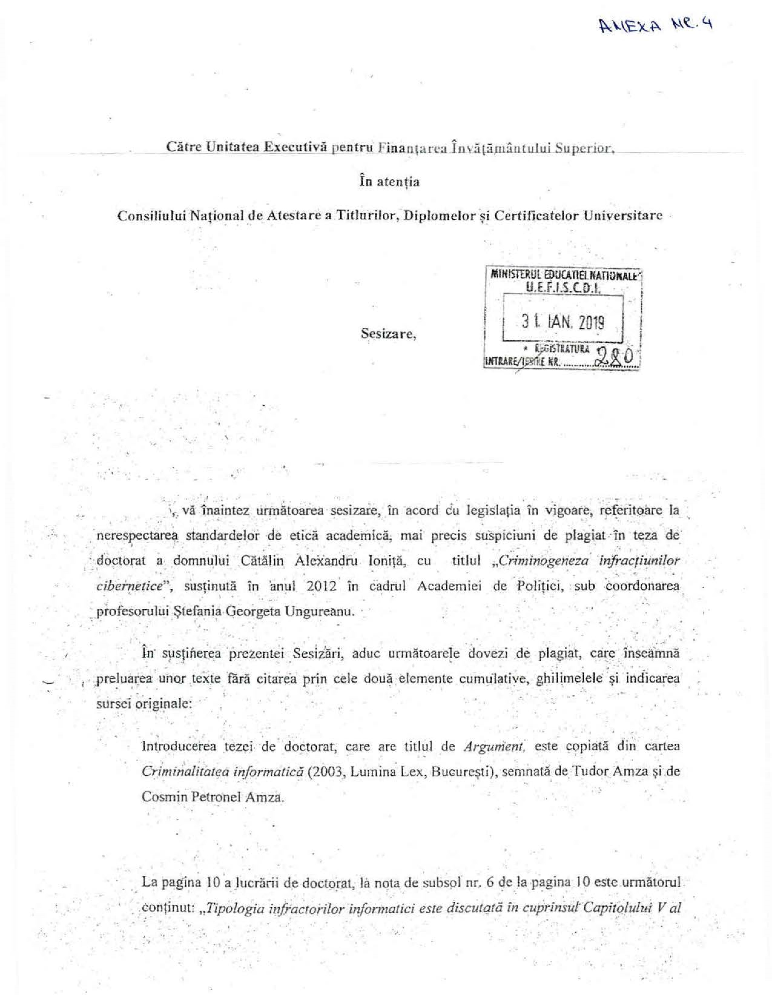 ANEXA NR. 4
Către Unitatea Executivă pentru Finanțarea Învățământului Superior,
În atenția
Consiliului Național de Atestare a Titlurilor, Diplomelor și Certificatelor Universitare
MINISTERUL EDUCATIEI NATIONALE
U.E.F.I.S.C.D.I.
31. IAN. 2019
Sesizare,
* REGISTRATURA
INTRARE/IESIRE NR. ........... 280
, vă înaintez următoarea sesizare, în acord cu legislația în vigoare, referitoare la
nerespectarea standardelor de etică academică, mai precis suspiciuni de plagiat în teza de
doctorat a domnului Cătălin Alexandru Ioniță, cu titlul „Criminogeneza infracțiunilor
cibernetice”, susținută în anul 2012 în cadrul Academiei de Poliției, sub coordonarea
profesorului Ștefania Georgeta Ungureanu.
În susținerea prezentei Sesizări, aduc următoarele dovezi de plagiat, care înseamnă
preluarea unor texte fără citarea prin cele două elemente cumulative, ghilimelele și indicarea
sursei originale:
Introducerea tezei de doctorat, care are titlul de Argument, este copiată din cartea
Criminalitatea informatică (2003, Lumina Lex, București), semnată de Tudor Amza și de
Cosmin Petronel Amza.
La pagina 10 a lucrării de doctorat, la nota de subsol nr. 6 de la pagina 10 este următorul
conținut: „Tipologia infractorilor informatici este discutată în cuprinsul Capitolului V al